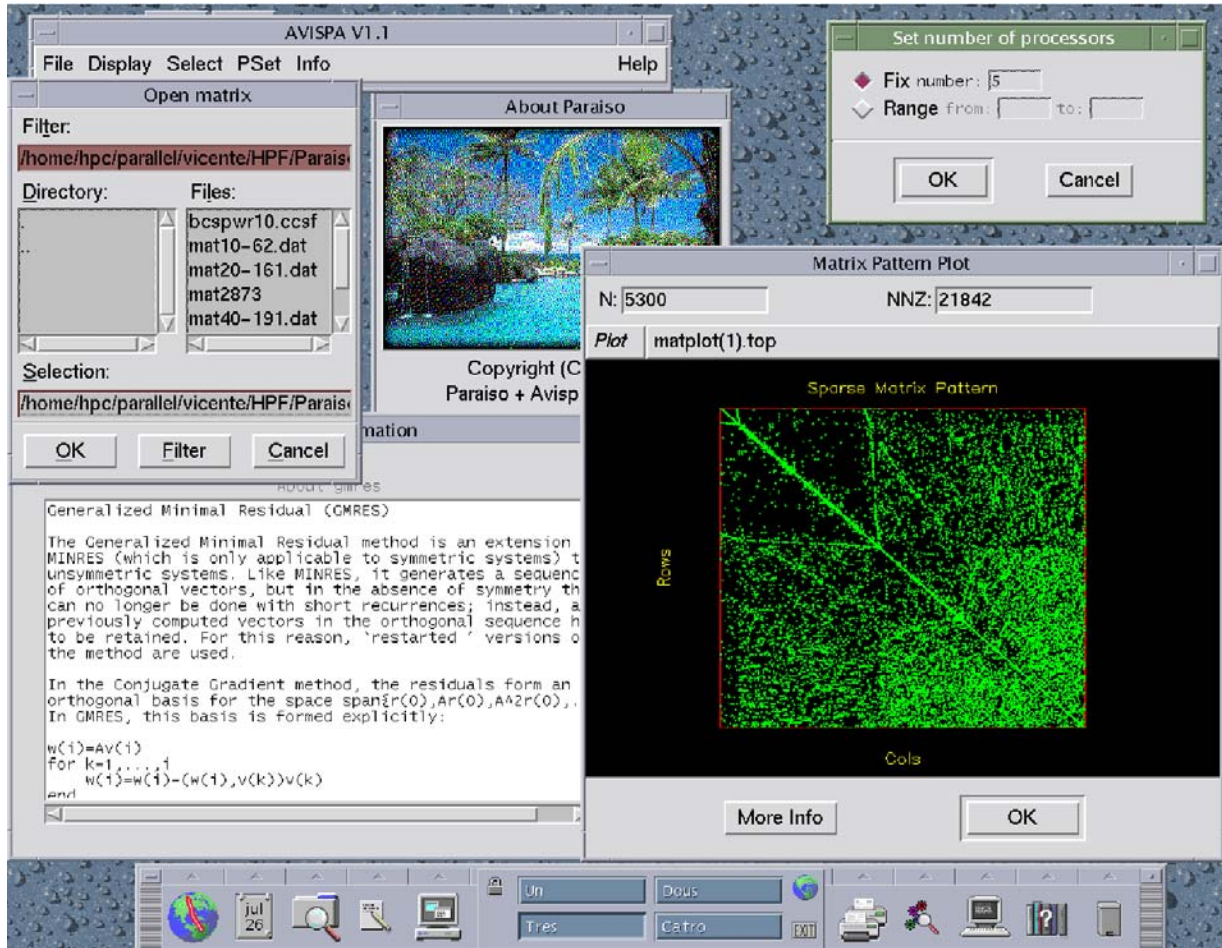 AVISPA V1.1
File Display Select PSet Info Help
Open matrix
Filter:
/home/hpc/parallel/vicente/HPF/Parais
Directory: Files:
.
..
bcspwr10.ccsf
mat10-62.dat
mat20-161.dat
mat2873
mat40-191.dat
Selection:
/home/hpc/parallel/vicente/HPF/Parais
OK Filter Cancel
About Paraiso
Copyright (C
Paraiso + Avisp
Set number of processors
Fix number: 5
Range from: to:
OK Cancel
mation
About gmres
Generalized Minimal Residual (GMRES)
The Generalized Minimal Residual method is an extension
MINRES (which is only applicable to symmetric systems) t
unsymmetric systems. Like MINRES, it generates a sequenc
of orthogonal vectors, but in the absence of symmetry th
can no longer be done with short recurrences; instead, a
previously computed vectors in the orthogonal sequence h
to be retained. For this reason, `restarted ´ versions o
the method are used.
In the Conjugate Gradient method, the residuals form an
orthogonal basis for the space span{r(0),Ar(0),A^2r(0),.
In GMRES, this basis is formed explicitly:
w(i)=Av(i)
for k=1,...,i
w(i)=w(i)-(w(i),v(k))v(k)
end
Matrix Pattern Plot
N: 5300 NNZ: 21842
Plot matplot(1).top
Sparse Matrix Pattern
Rows
Cols
More Info OK
jul
26
Un Dous
Tres Catro
EXIT
?